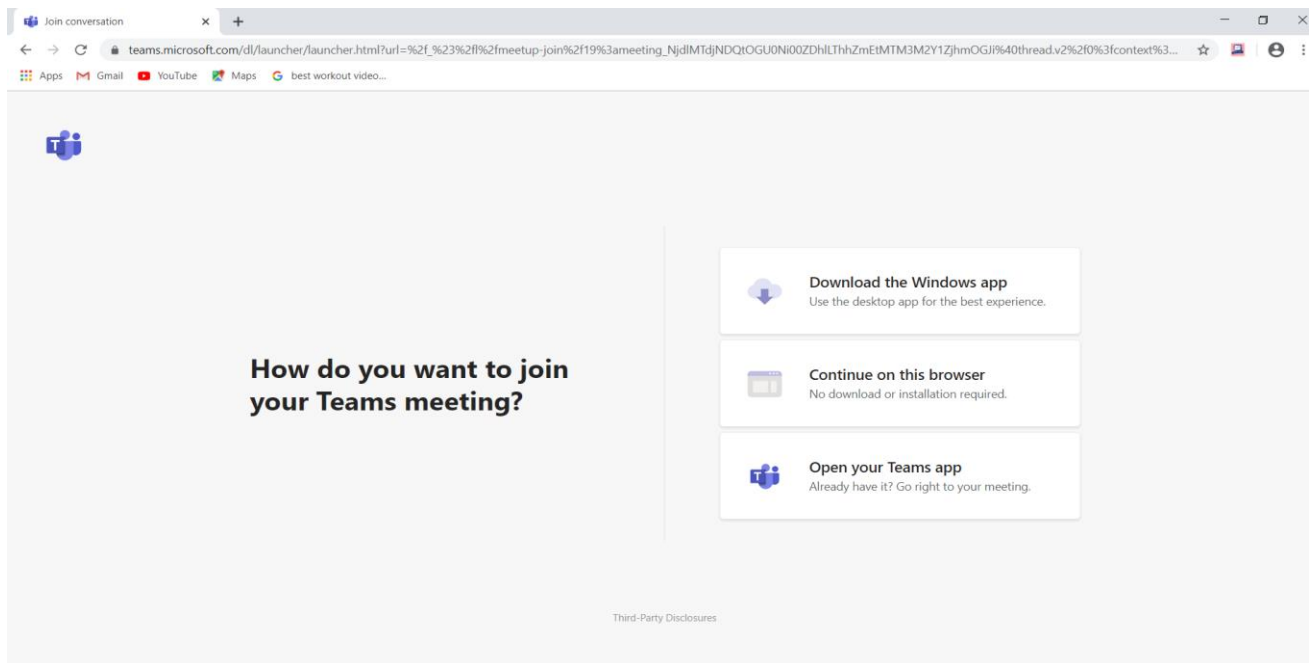 Join conversation
teams.microsoft.com/dl/launcher/launcher.html?url=%2f_%23%2fl%2fmeetup-join%2f19%3ameeting_NjdlMTdjNDQtOGU0Ni00ZDhlLThhZmEtMTM3M2Y1ZjhmOGJi%40thread.v2%2f0%3fcontext%3...
Apps Gmail YouTube Maps best workout video...
How do you want to join
your Teams meeting?
Download the Windows app
Use the desktop app for the best experience.
Continue on this browser
No download or installation required.
Open your Teams app
Already have it? Go right to your meeting.
Third-Party Disclosures